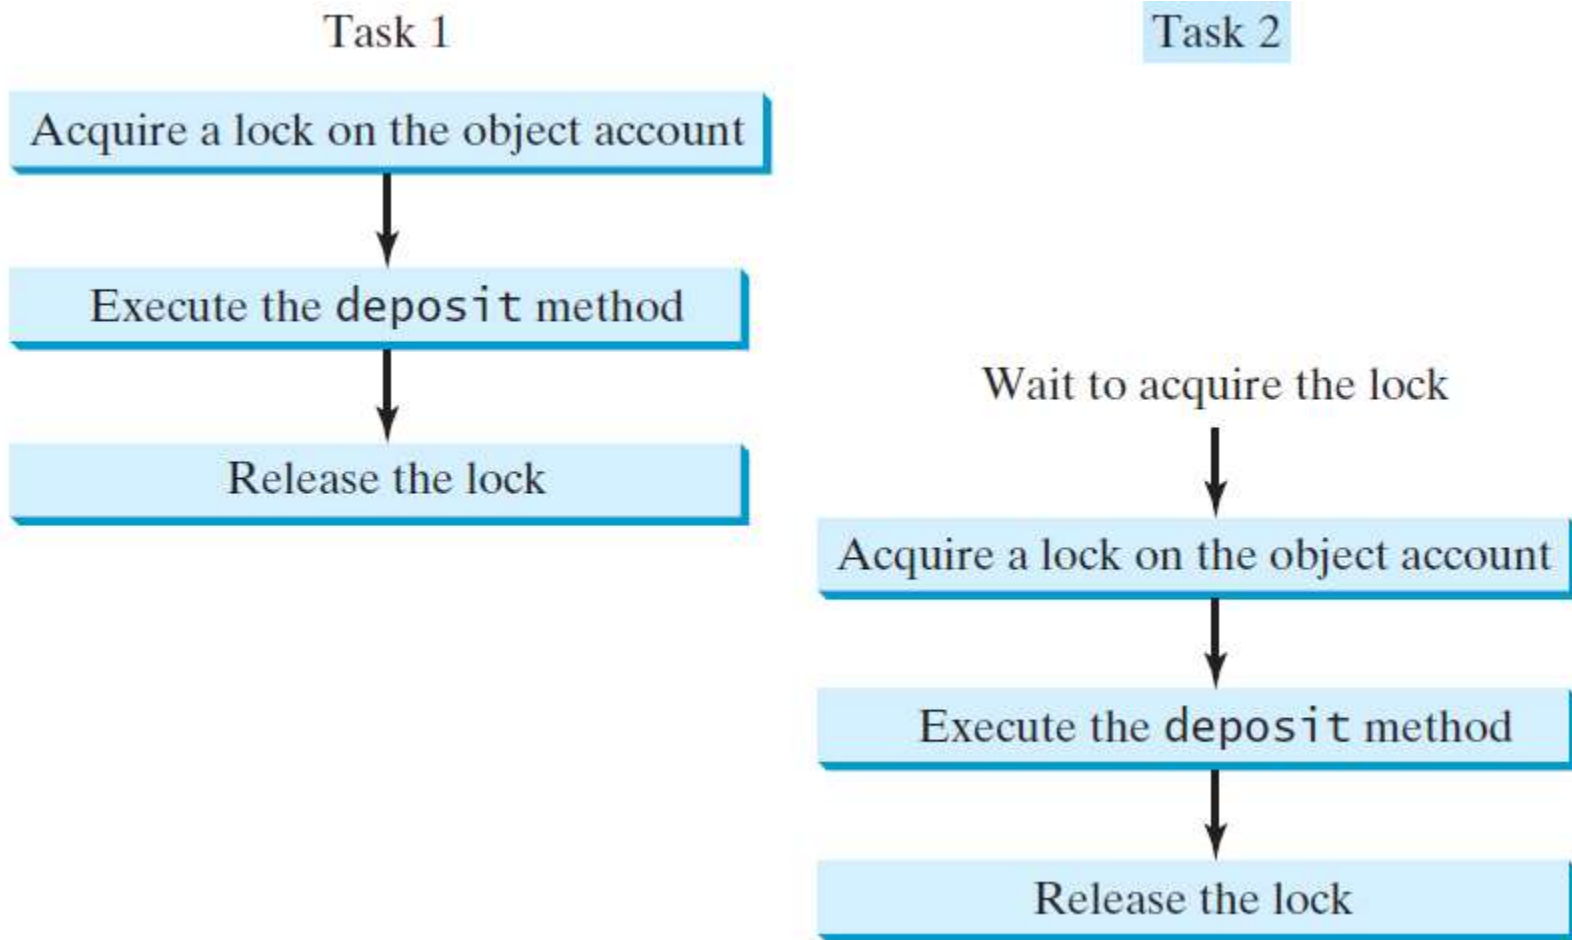 Task 1
Acquire a lock on the object account
Execute the deposit method
Release the lock
Task 2
Wait to acquire the lock
Acquire a lock on the object account
Execute the deposit method
Release the lock